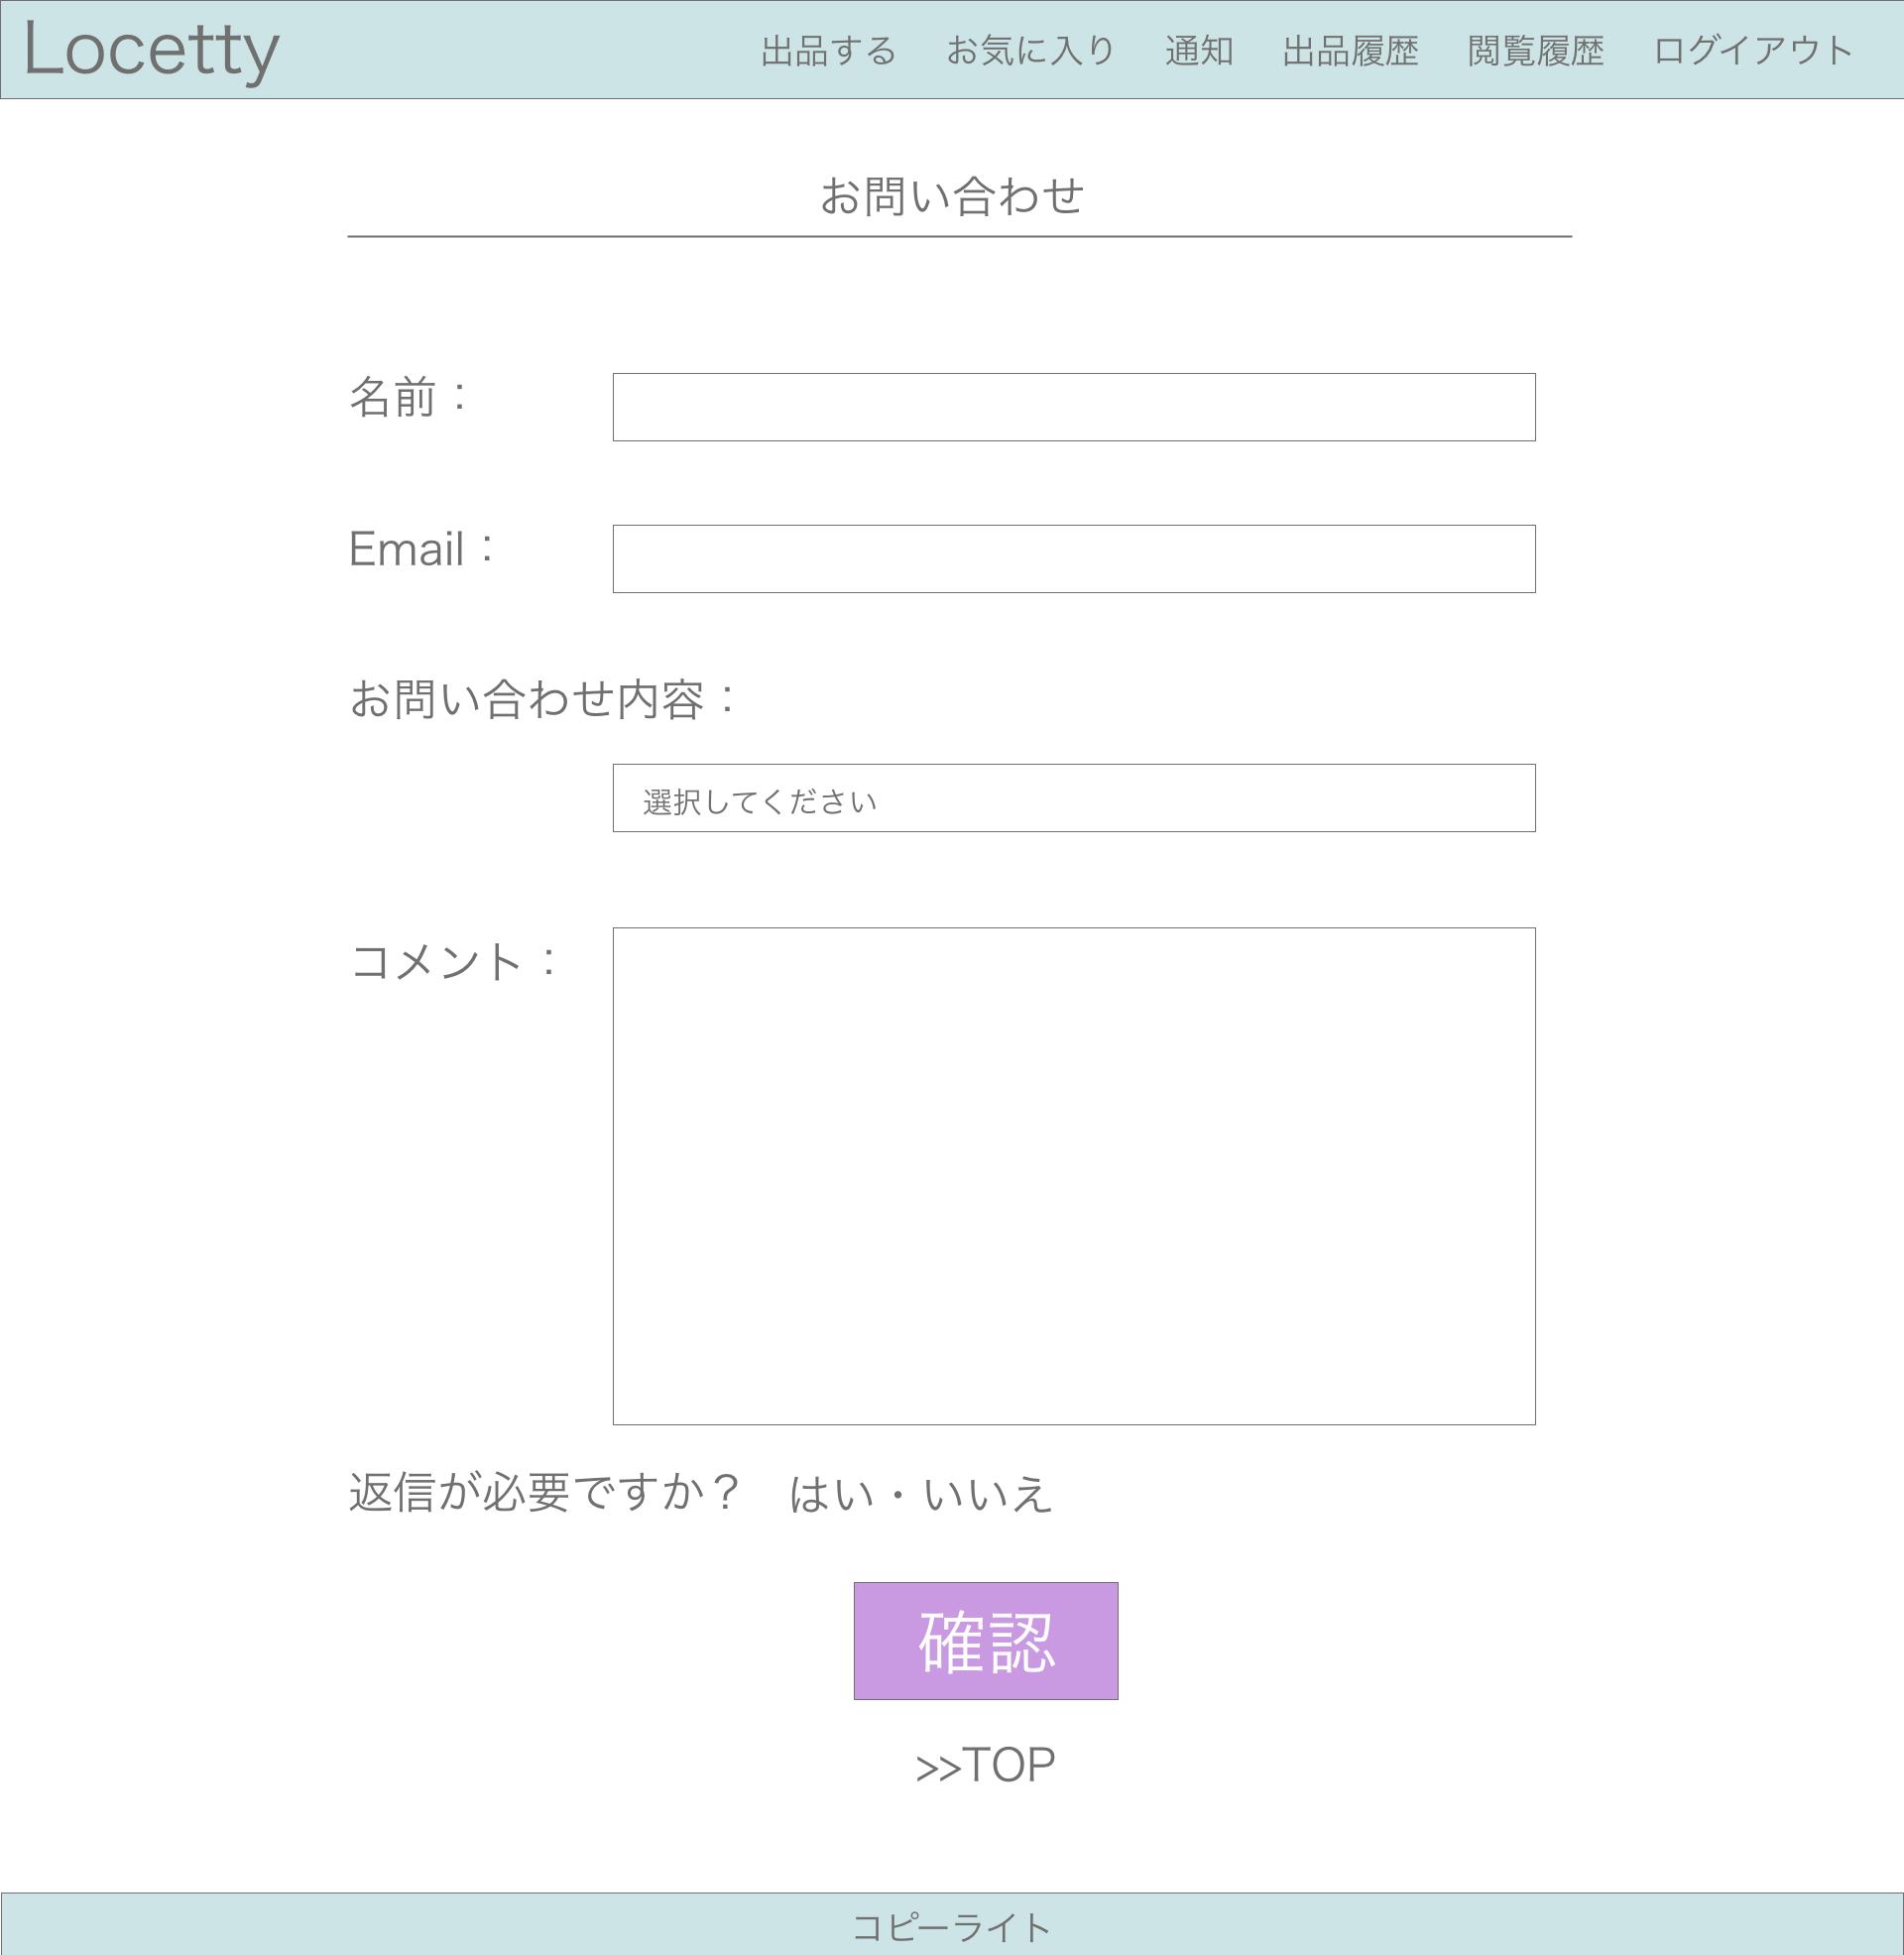 Locetty 出品する お気に入り 通知 出品履歴 閲覧履歴 ログイアウト
お問い合わせ
名前：
Email：
お問い合わせ内容：
選択してください
コメント：
返信が必要ですか？ はい・いいえ
確認
>>TOP
コピーライト